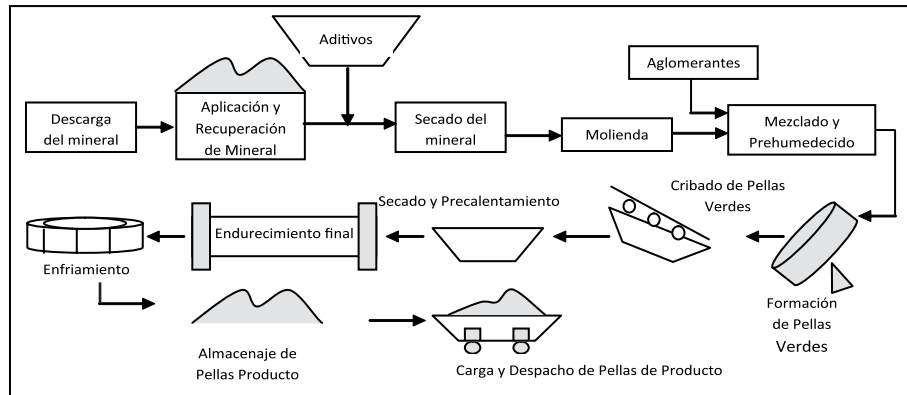 Aditivos
Aglomerantes
Descarga
del mineral
Aplicación y
Recuperación
de Mineral
Secado del
mineral
Molienda
Mezclado y
Prehumedecido
Cribado de Pellas
Verdes
Secado y Precalentamiento
Endurecimiento final
Enfriamiento
Formación
de Pellas
Verdes
Almacenaje de
Pellas Producto
Carga y Despacho de Pellas de Producto